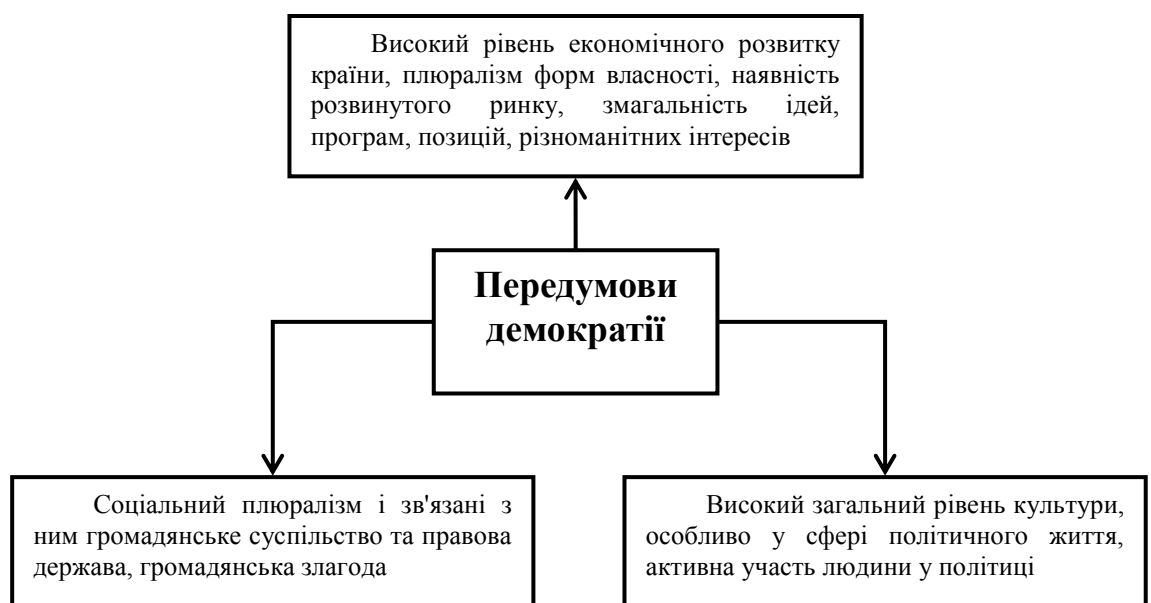 Високий рівень економічного розвитку
країни, плюралізм форм власності, наявність
розвинутого ринку, змагальність ідей,
програм, позицій, різноманітних інтересів
Передумови
демократії
Соціальний плюралізм і зв'язані з
ним громадянське суспільство та правова
держава, громадянська злагода
Високий загальний рівень культури,
особливо у сфері політичного життя,
активна участь людини у політиці